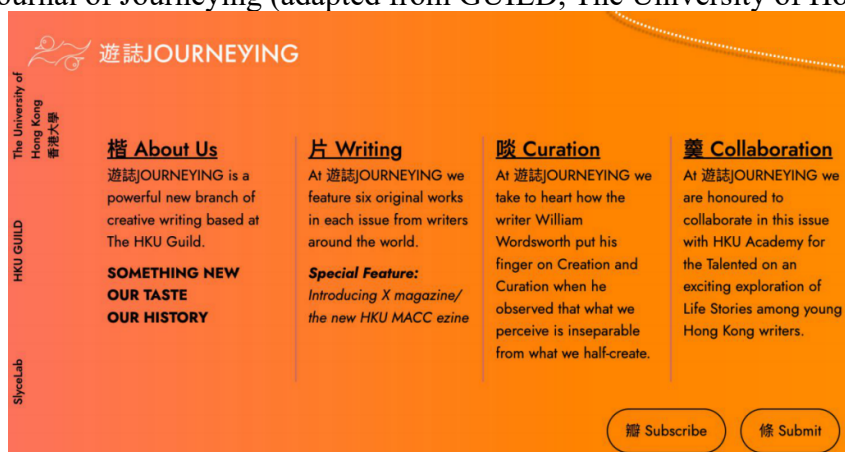 of Journeying (adapted from GUILD, The University of
遊誌JOURNEYING
The University of
Hong Kong
香港大學
HKU GUILD
SlyceLab
楷 About Us
遊誌JOURNEYING is a
powerful new branch of
creative writing based at
The HKU Guild.
SOMETHING NEW
OUR TASTE
OUR HISTORY
片 Writing
At 遊誌JOURNEYING we
feature six original works
in each issue from writers
around the world.
Special Feature:
Introducing X magazine/
the new HKU MACC ezine
啖 Curation
At 遊誌JOURNEYING we
take to heart how the
writer William
Wordsworth put his
finger on Creation and
Curation when he
observed that what we
perceive is inseparable
from what we half-create.
羹 Collaboration
At 遊誌JOURNEYING we
are honoured to
collaborate in this issue
with HKU Academy for
the Talented on an
exciting exploration of
Life Stories among young
Hong Kong writers.
瓣 Subscribe
條 Submit